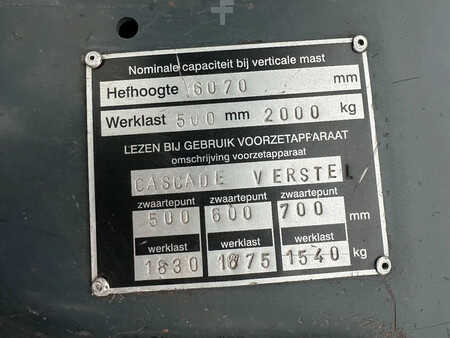 Nominale capaciteit bij verticale mast
Hefhoogte 6070 mm
Werklast 500 mm 2000 kg
LEZEN BIJ GEBRUIK VOORZETAPPARAAT
omschrijving voorzetapparaat
CASCADE VERSTEL
zwaartepunt zwaartepunt zwaartepunt
500 600 700 mm
werklast werklast werklast
1830 1675 1540 kg